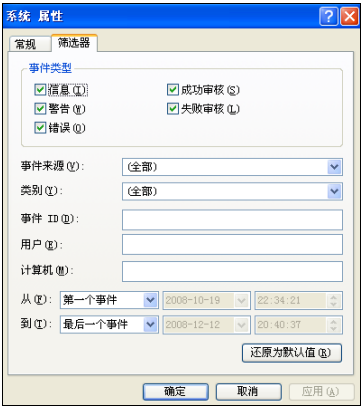 系统 属性
常规 筛选器
事件类型
信息(I) 成功审核(S)
警告(W) 失败审核(L)
错误(O)
事件来源(V): (全部)
类别(Y): (全部)
事件 ID(D):
用户(E):
计算机(M):
从(F): 第一个事件 2008-10-19 22:34:21
到(T): 最后一个事件 2008-12-12 20:40:37
还原为默认值(R)
确定 取消 应用(A)